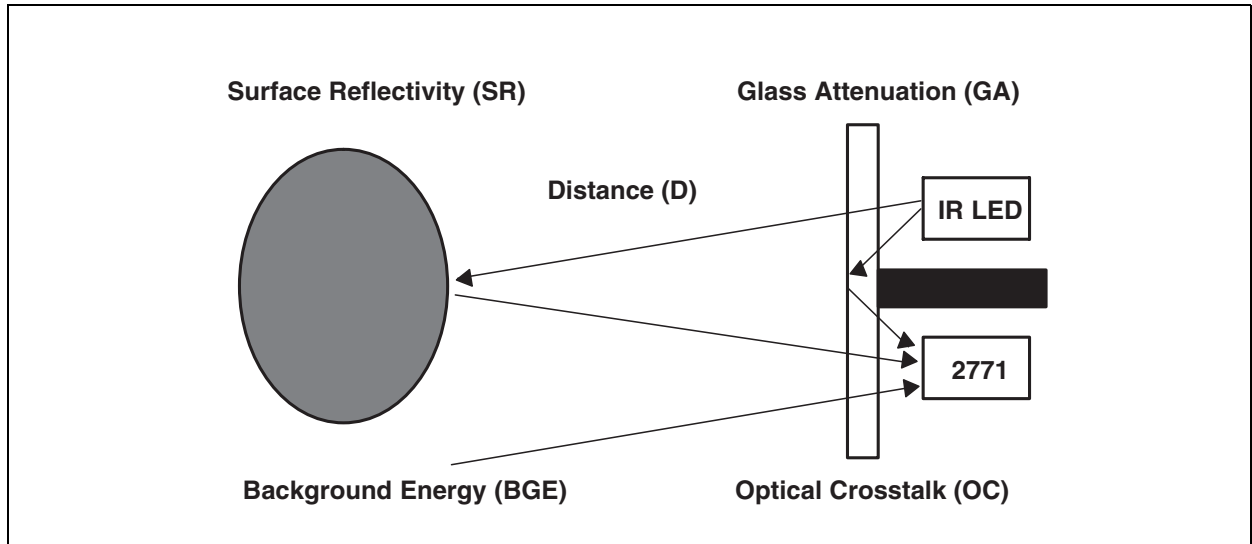 Surface Reflectivity (SR)
Glass Attenuation (GA)
Distance (D)
IR LED
2771
Background Energy (BGE)
Optical Crosstalk (OC)